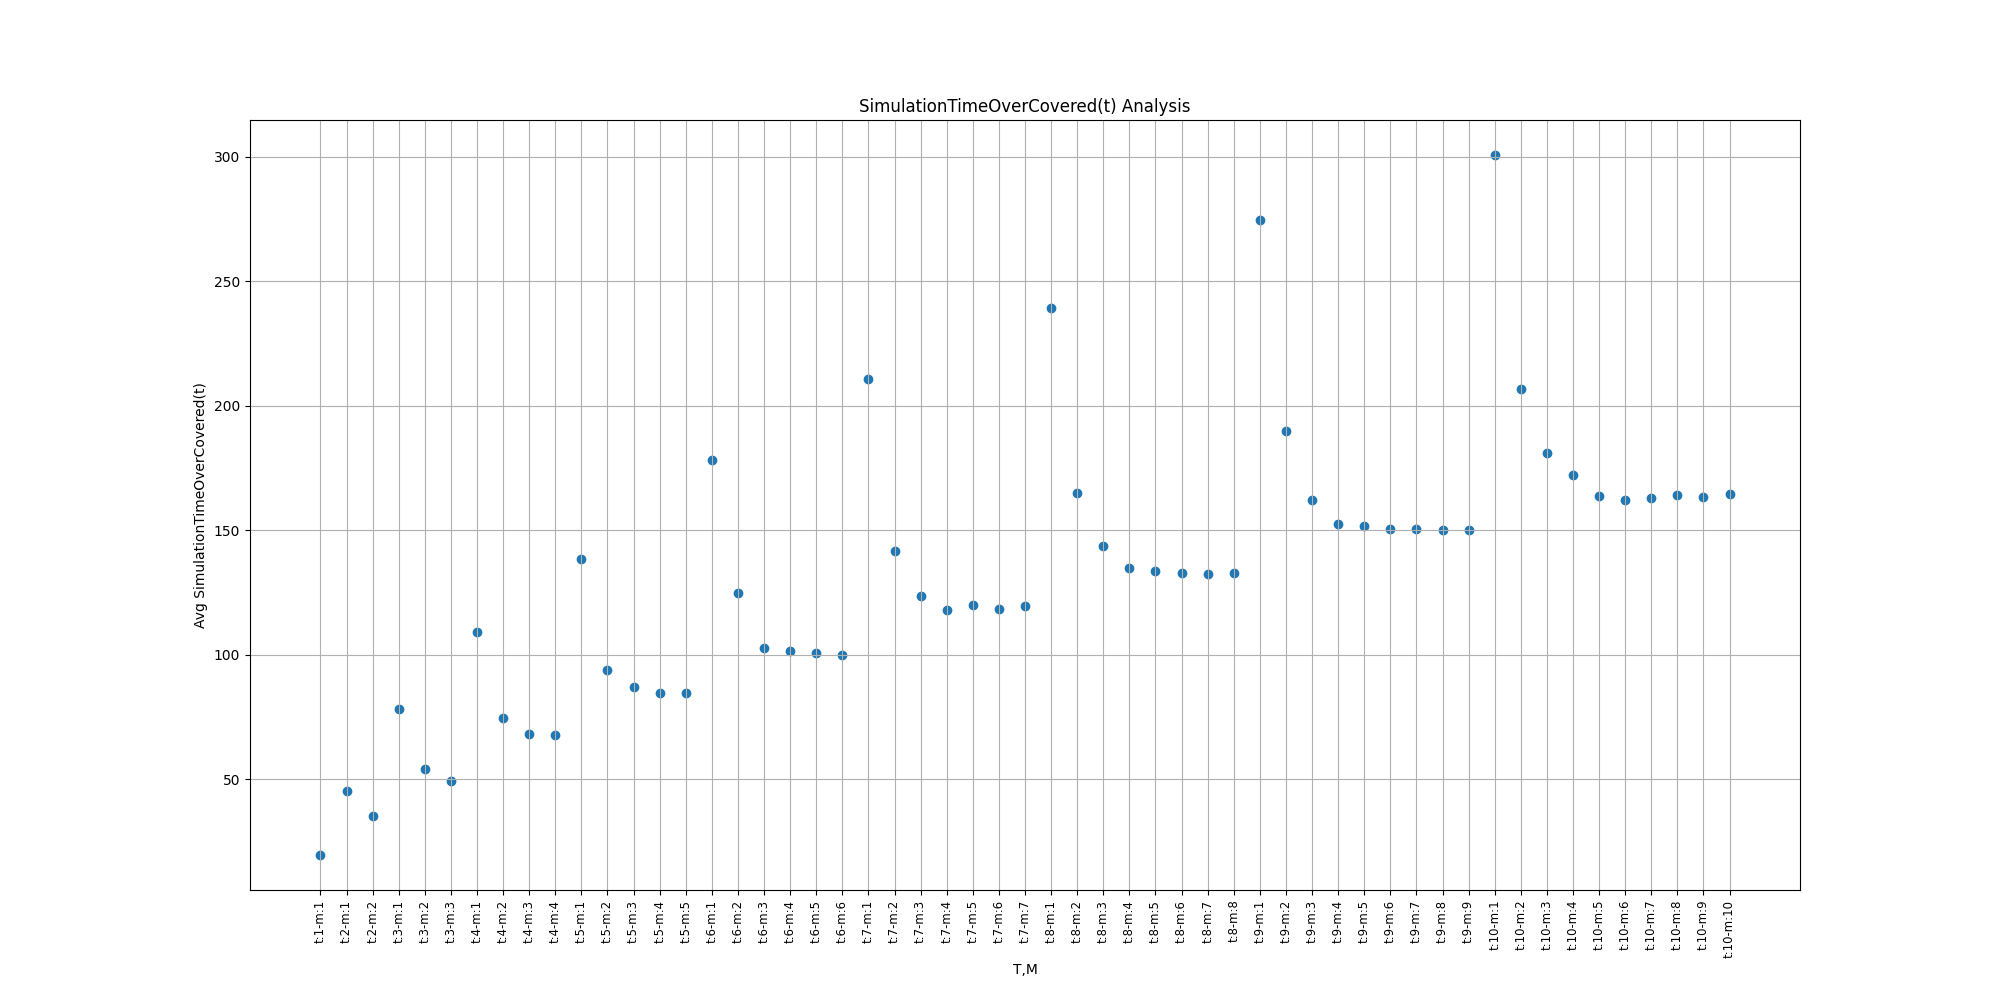 SimulationTimeOverCovered(t) Analysis
300
250
200
150
100
50
Avg SimulationTimeOverCovered(t)
t:1-m:1
t:2-m:1
t:2-m:2
t:3-m:1
t:3-m:2
t:3-m:3
t:4-m:1
t:4-m:2
t:4-m:3
t:4-m:4
t:5-m:1
t:5-m:2
t:5-m:3
t:5-m:4
t:5-m:5
t:6-m:1
t:6-m:2
t:6-m:3
t:6-m:4
t:6-m:5
t:6-m:6
t:7-m:1
t:7-m:2
t:7-m:3
t:7-m:4
t:7-m:5
t:7-m:6
t:7-m:7
t:8-m:1
t:8-m:2
t:8-m:3
t:8-m:4
t:8-m:5
t:8-m:6
t:8-m:7
t:8-m:8
t:9-m:1
t:9-m:2
t:9-m:3
t:9-m:4
t:9-m:5
t:9-m:6
t:9-m:7
t:9-m:8
t:9-m:9
t:10-m:1
t:10-m:2
t:10-m:3
t:10-m:4
t:10-m:5
t:10-m:6
t:10-m:7
t:10-m:8
t:10-m:9
t:10-m:10
T,M